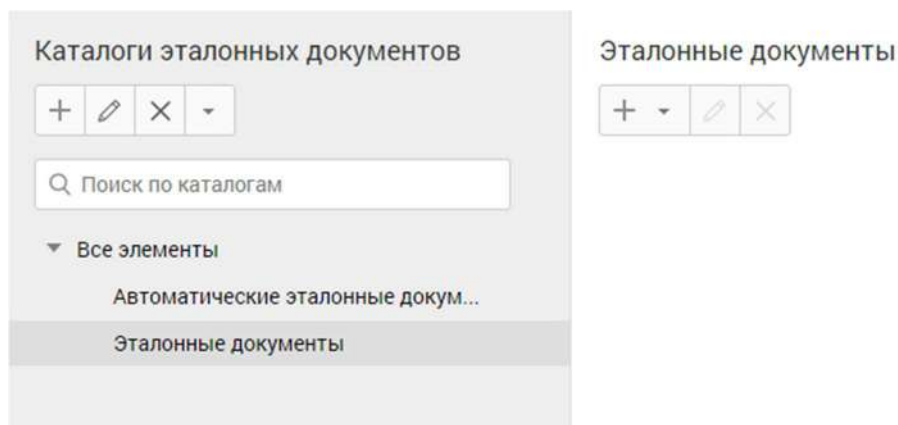 Каталоги эталонных документов
Поиск по каталогам
Все элементы
Автоматические эталонные докум...
Эталонные документы
Эталонные документы